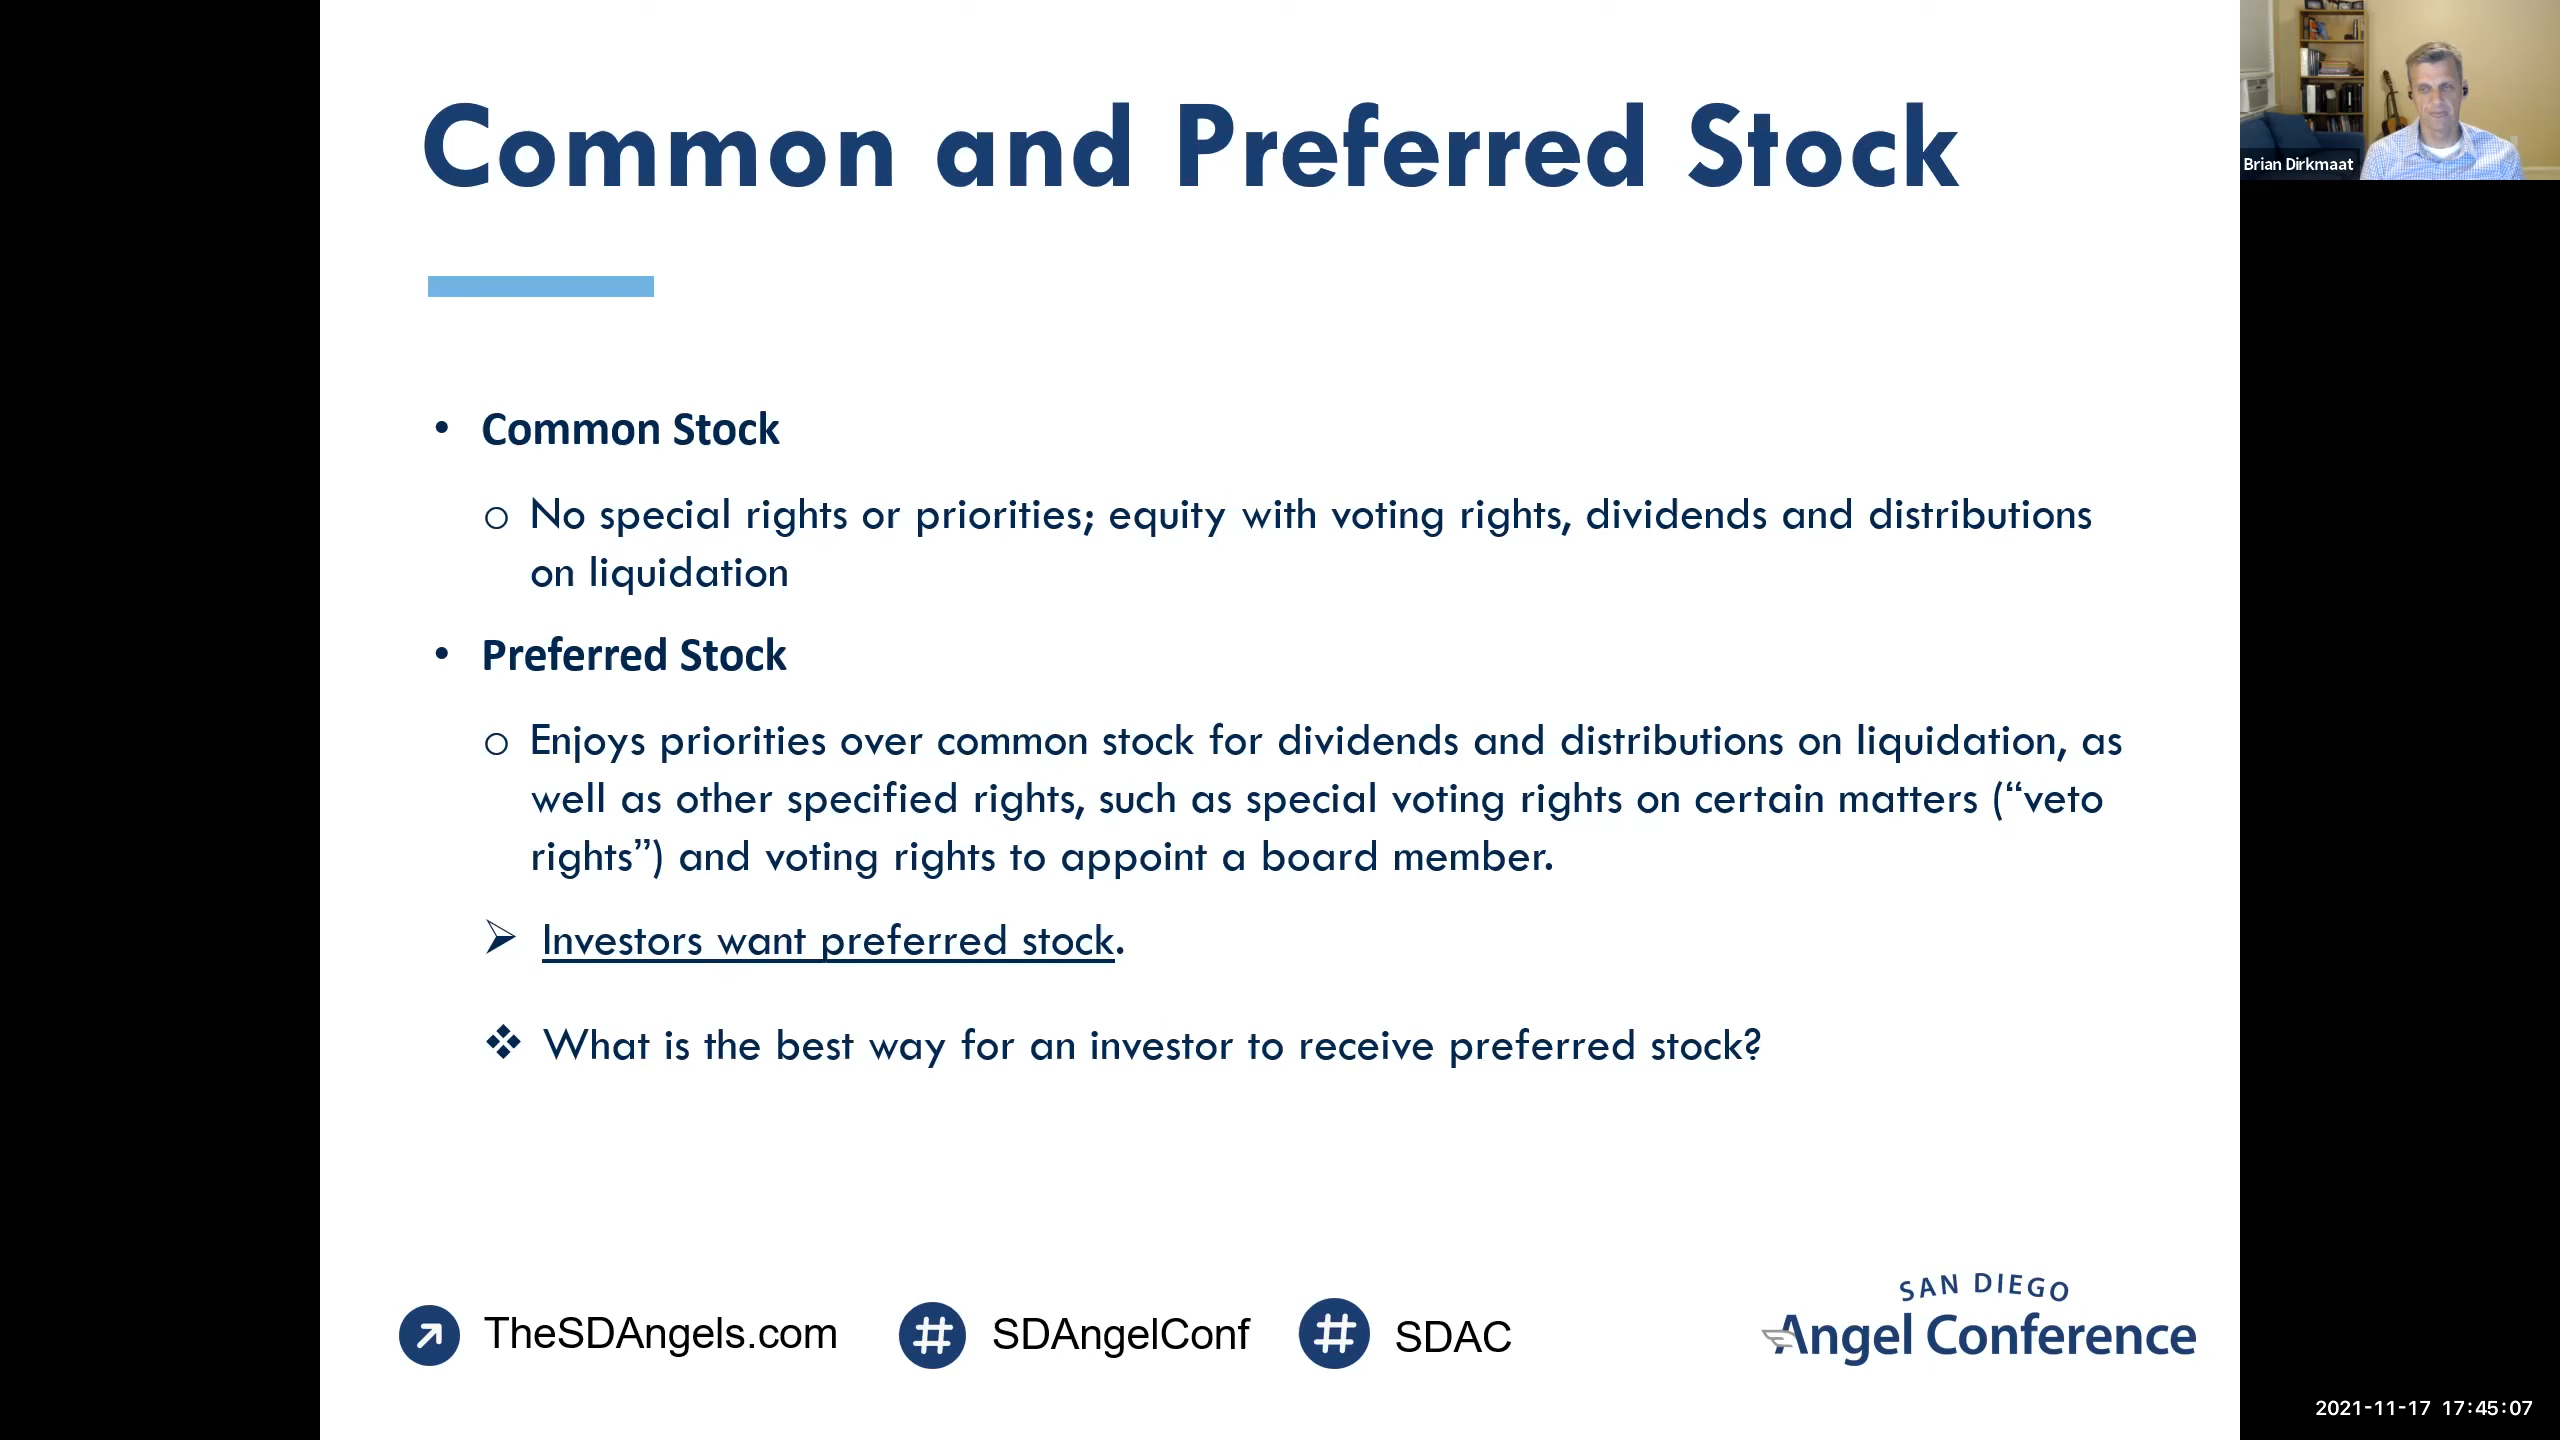 Common and Preferred Stock
Brian Dirkmaat
• Common Stock
o No special rights or priorities; equity with voting rights, dividends and distributions
on liquidation
• Preferred Stock
o Enjoys priorities over common stock for dividends and distributions on liquidation, as
well as other specified rights, such as special voting rights on certain matters (“veto
rights”) and voting rights to appoint a board member.
➢ Investors want preferred stock.
❖ What is the best way for an investor to receive preferred stock?
TheSDAngels.com
# SDAngelConf
# SDAC
SAN DIEGO
Angel Conference
2021-11-17 17:45:07